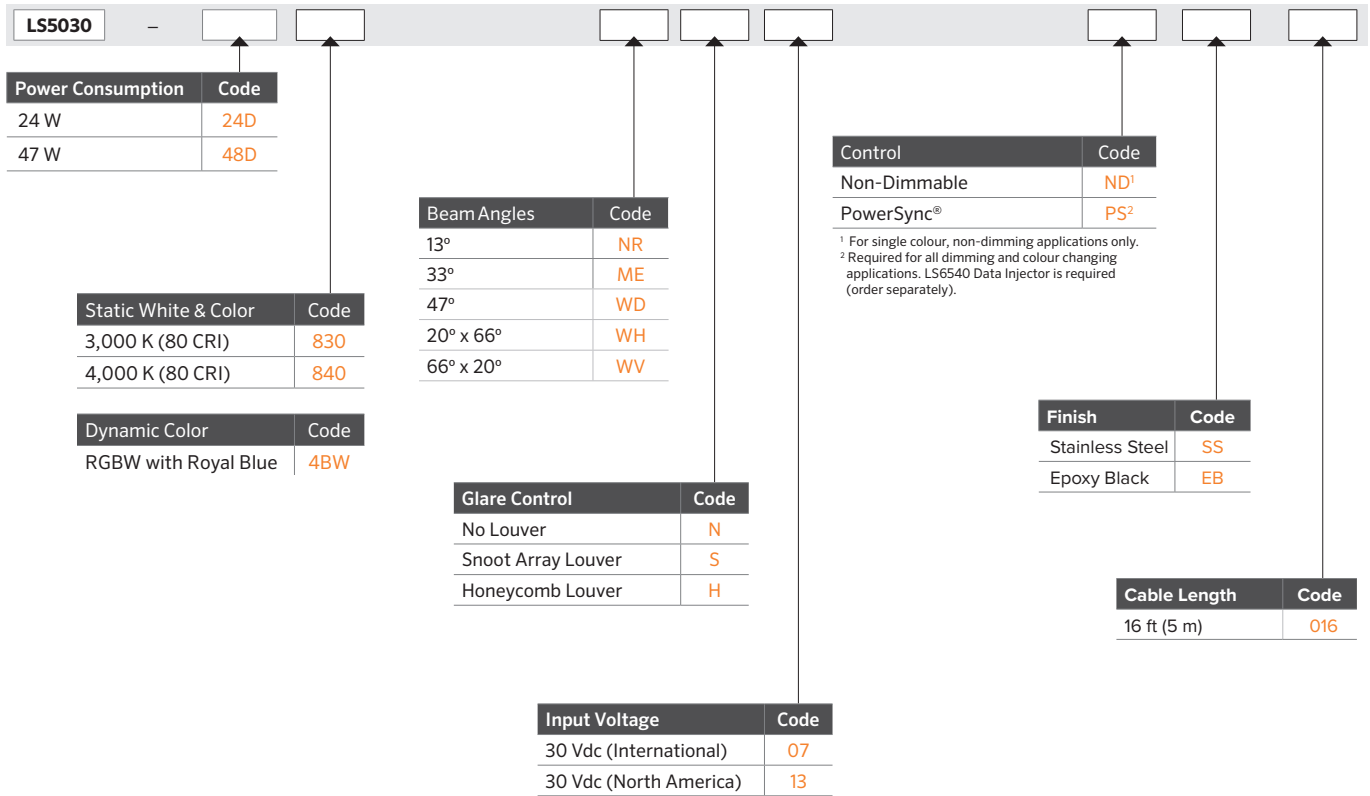 LS5030 –
Power Consumption Code
24 W 24D
47 W 48D
Static White & Color Code
3,000 K (80 CRI) 830
4,000 K (80 CRI) 840
Dynamic Color Code
RGBW with Royal Blue 4BW
Beam Angles Code
13º NR
33º ME
47º WD
20º x 66º WH
66º x 20º WV
Glare Control Code
No Louver N
Snoot Array Louver S
Honeycomb Louver H
Input Voltage Code
30 Vdc (International) 07
30 Vdc (North America) 13
Control Code
Non-Dimmable ND¹
PowerSync® PS²
¹ For single colour, non-dimming applications only.
² Required for all dimming and colour changing
applications. LS6540 Data Injector is required
(order separately).
Finish Code
Stainless Steel SS
Epoxy Black EB
Cable Length Code
16 ft (5 m) 016